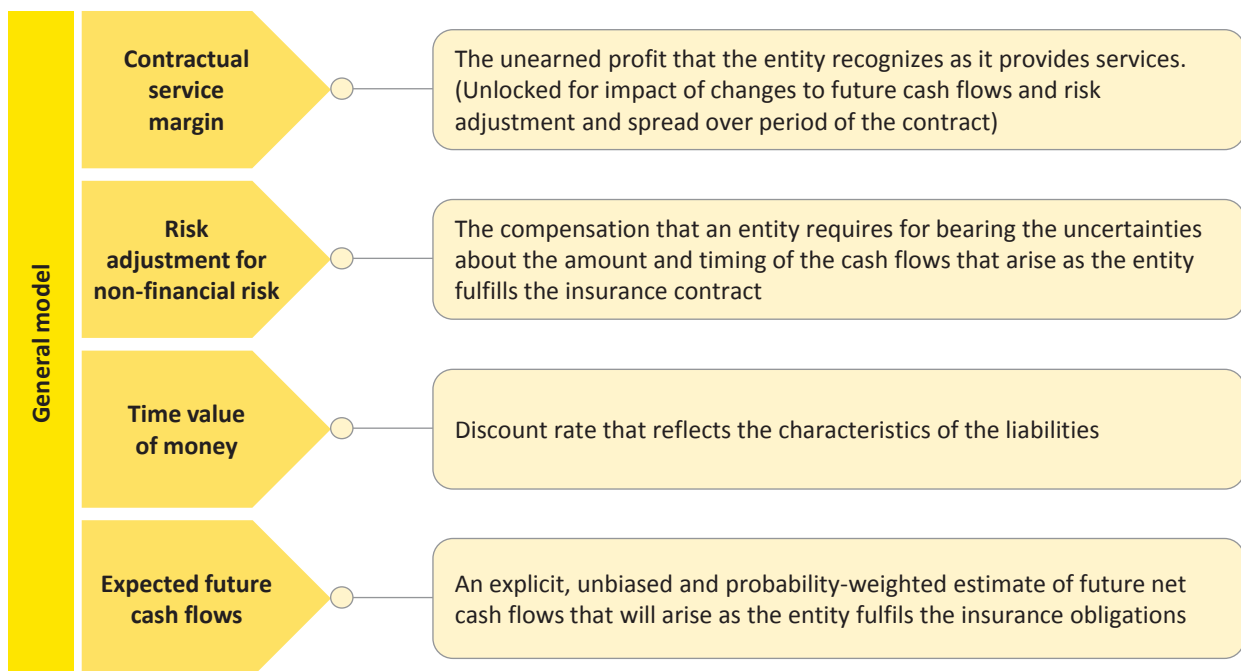 General model
Contractual
service
margin
The unearned profit that the entity recognizes as it provides services.
(Unlocked for impact of changes to future cash flows and risk
adjustment and spread over period of the contract)
Risk
adjustment for
non-financial risk
The compensation that an entity requires for bearing the uncertainties
about the amount and timing of the cash flows that arise as the entity
fulfills the insurance contract
Time value
of money
Discount rate that reflects the characteristics of the liabilities
Expected future
cash flows
An explicit, unbiased and probability-weighted estimate of future net
cash flows that will arise as the entity fulfils the insurance obligations